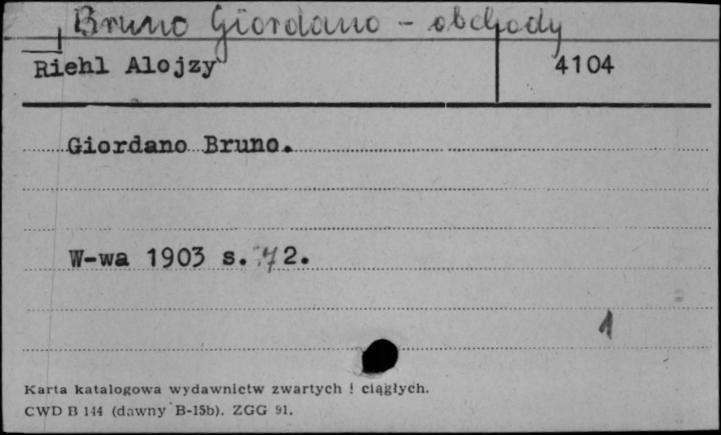 Bruno Giordano - obchody
Riehl Alojzy 4104
Giordano Bruno.
W-wa 1903 s. 72.
1
Karta katalogowa wydawnictw zwartych i ciągłych.
CWD B 144 (dawny B-15b). ZGG 91.